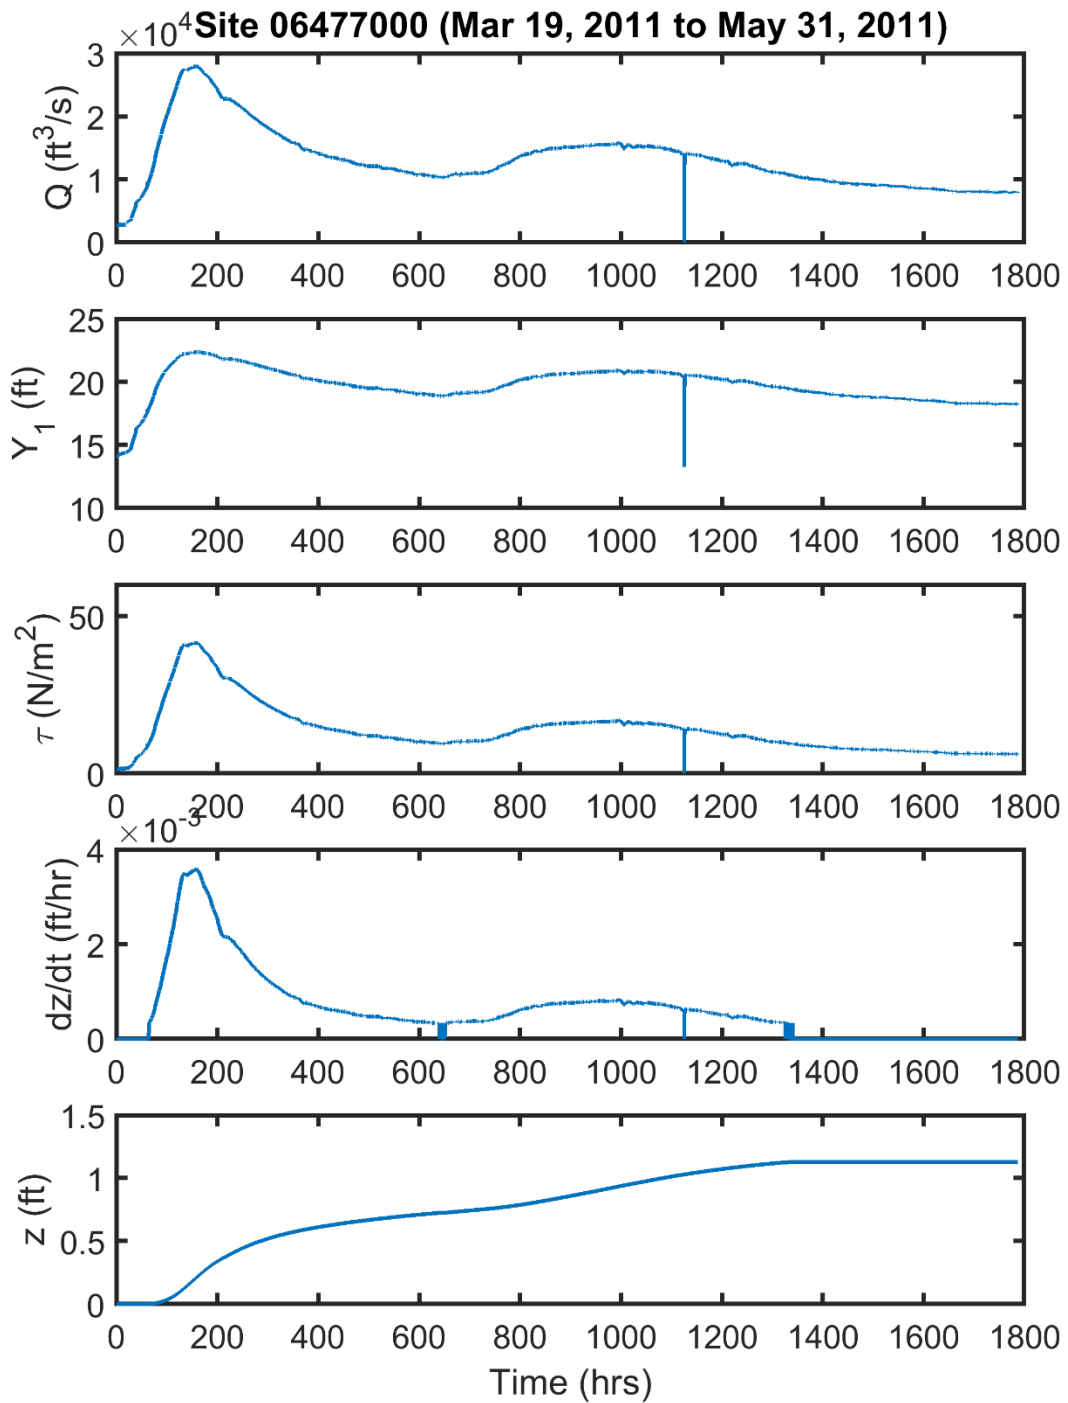 ×10⁴ Site 06477000 (Mar 19, 2011 to May 31, 2011)
Q (ft³/s)
3
2
1
0
0 200 400 600 800 1000 1200 1400 1600 1800
Y₁ (ft)
25
20
15
10
0 200 400 600 800 1000 1200 1400 1600 1800
τ (N/m²)
50
0
0 200 400 600 800 1000 1200 1400 1600 1800
×10⁻³
dz/dt (ft/hr)
4
2
0
0 200 400 600 800 1000 1200 1400 1600 1800
z (ft)
1.5
1
0.5
0
0 200 400 600 800 1000 1200 1400 1600 1800
Time (hrs)